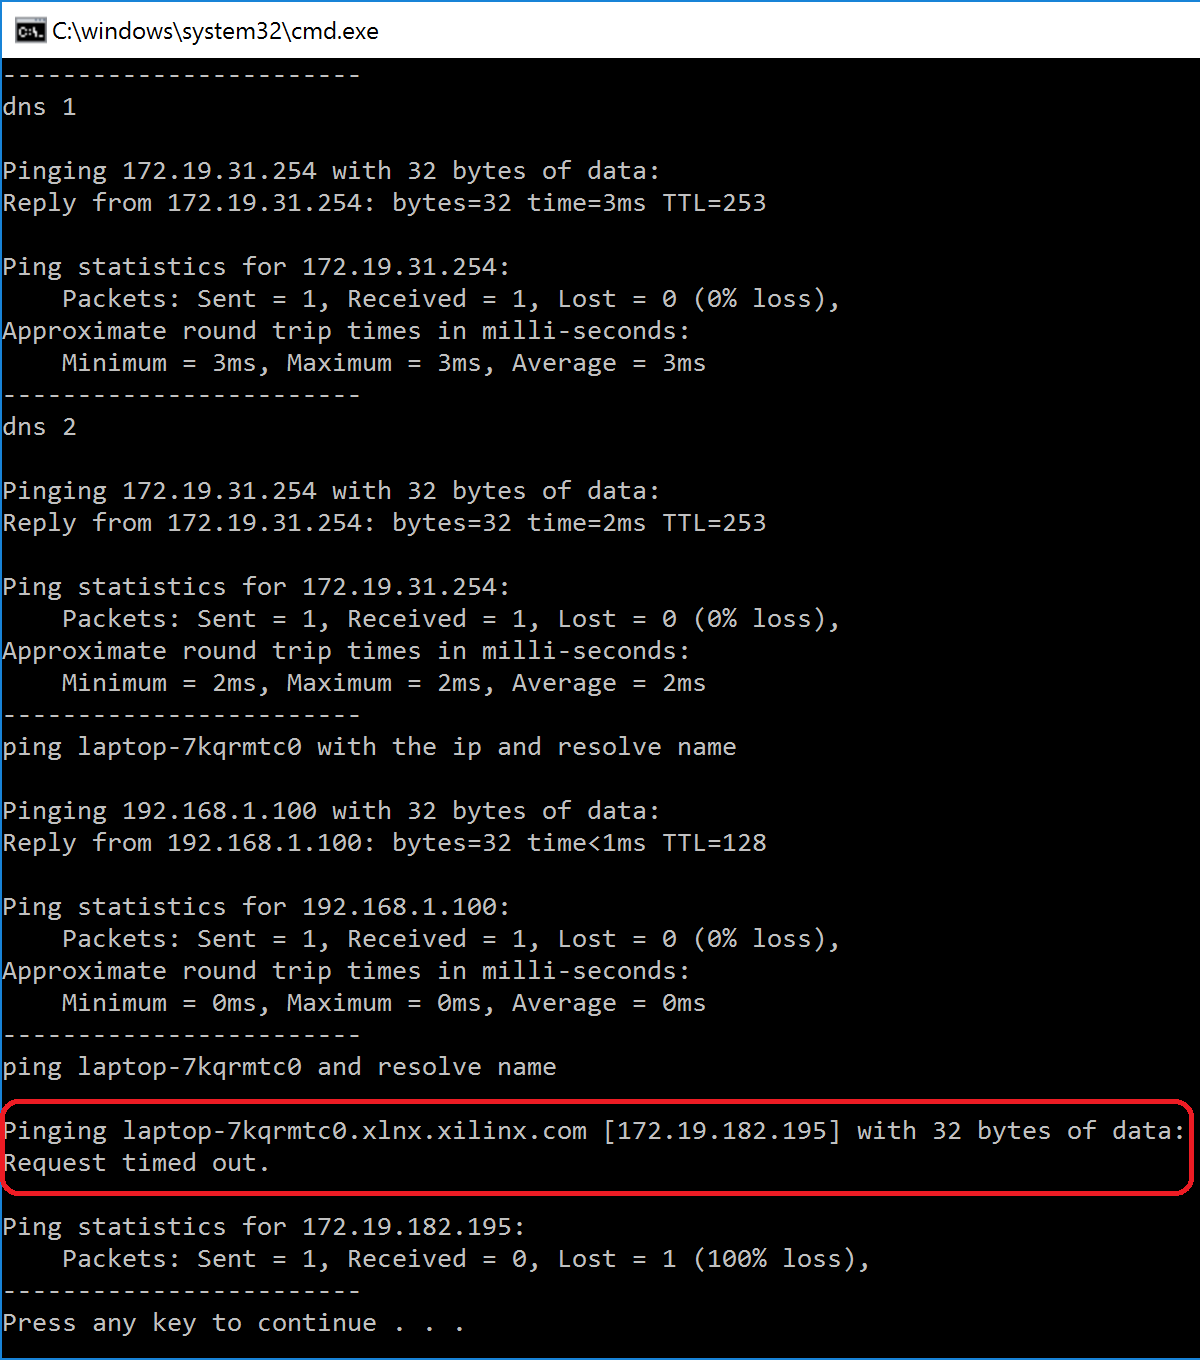 C:\windows\system32\cmd.exe
------------------------
dns 1
Pinging 172.19.31.254 with 32 bytes of data:
Reply from 172.19.31.254: bytes=32 time=3ms TTL=253
Ping statistics for 172.19.31.254:
    Packets: Sent = 1, Received = 1, Lost = 0 (0% loss),
Approximate round trip times in milli-seconds:
    Minimum = 3ms, Maximum = 3ms, Average = 3ms
------------------------
dns 2
Pinging 172.19.31.254 with 32 bytes of data:
Reply from 172.19.31.254: bytes=32 time=2ms TTL=253
Ping statistics for 172.19.31.254:
    Packets: Sent = 1, Received = 1, Lost = 0 (0% loss),
Approximate round trip times in milli-seconds:
    Minimum = 2ms, Maximum = 2ms, Average = 2ms
------------------------
ping laptop-7kqrmtc0 with the ip and resolve name
Pinging 192.168.1.100 with 32 bytes of data:
Reply from 192.168.1.100: bytes=32 time<1ms TTL=128
Ping statistics for 192.168.1.100:
    Packets: Sent = 1, Received = 1, Lost = 0 (0% loss),
Approximate round trip times in milli-seconds:
    Minimum = 0ms, Maximum = 0ms, Average = 0ms
------------------------
ping laptop-7kqrmtc0 and resolve name
Pinging laptop-7kqrmtc0.xlnx.xilinx.com [172.19.182.195] with 32 bytes of data:
Request timed out.
Ping statistics for 172.19.182.195:
    Packets: Sent = 1, Received = 0, Lost = 1 (100% loss),
------------------------
Press any key to continue . . .